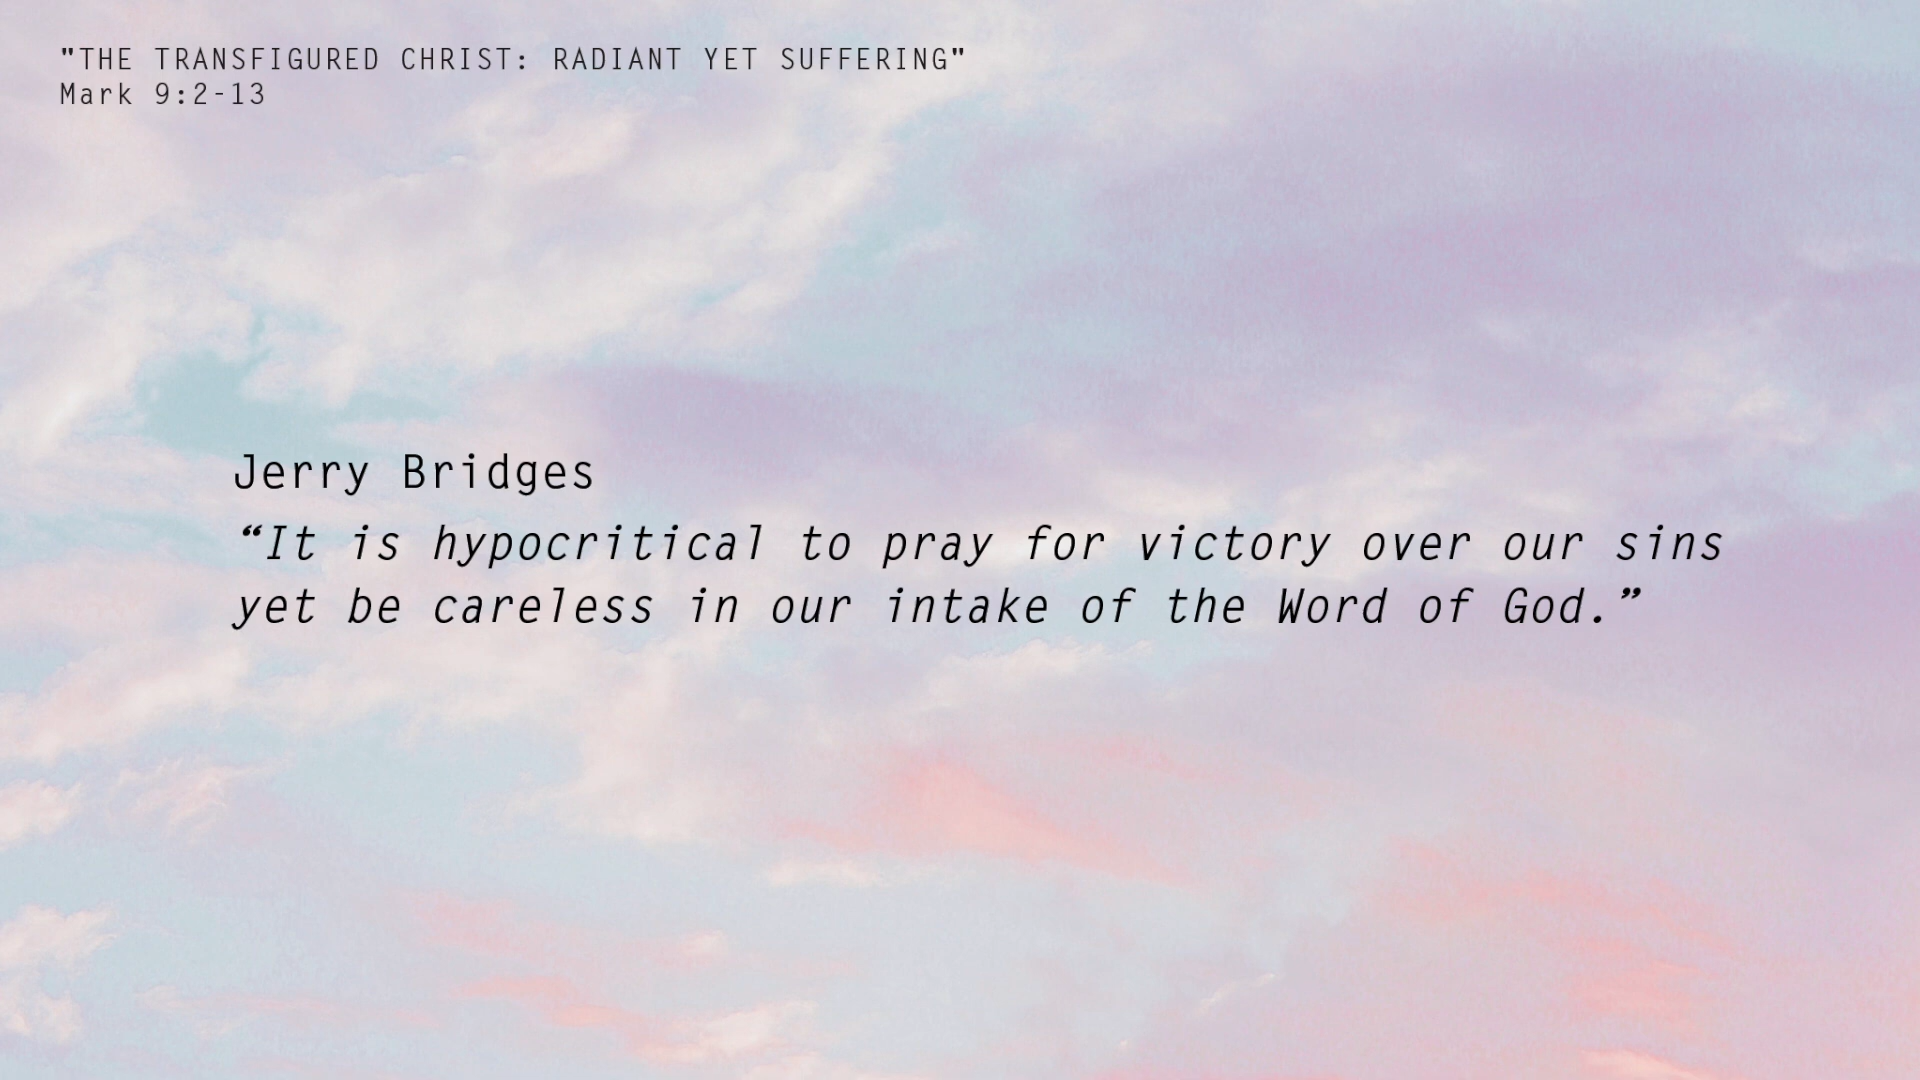 "THE TRANSFIGURED CHRIST: RADIANT YET SUFFERING"
Mark 9:2-13
Jerry Bridges
“It is hypocritical to pray for victory over our sins
yet be careless in our intake of the Word of God.”